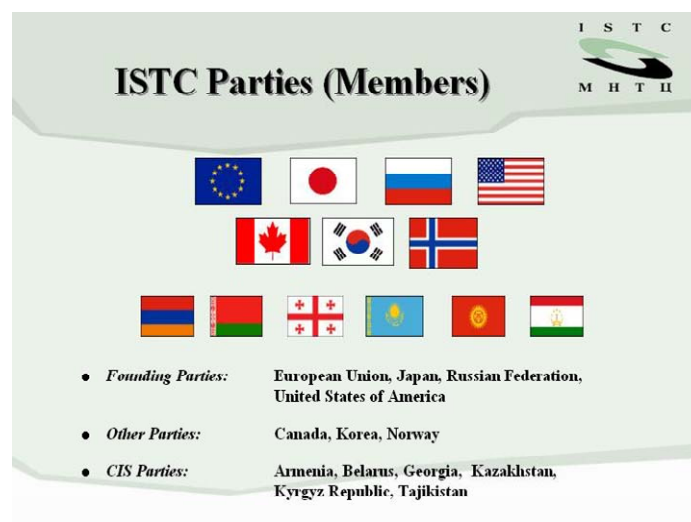 I S T C
М Н Т Ц
ISTC Parties (Members)
● Founding Parties: European Union, Japan, Russian Federation,
United States of America
● Other Parties: Canada, Korea, Norway
● CIS Parties: Armenia, Belarus, Georgia, Kazakhstan,
Kyrgyz Republic, Tajikistan